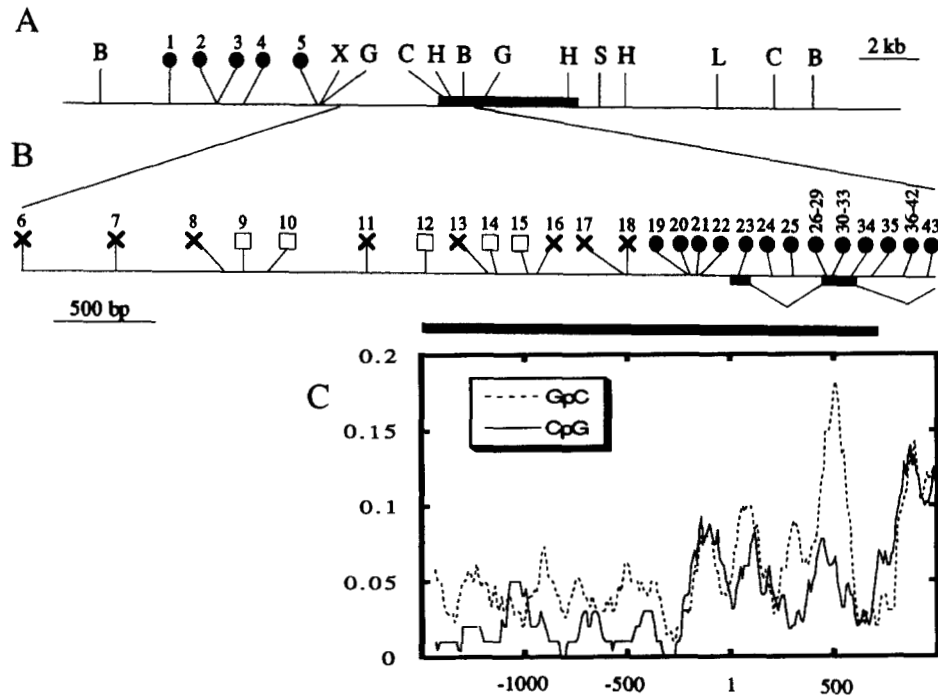 A
B 1 2 3 4 5 X G C H B G H S H L C B
2 kb
B
6 7 8 9 10 11 12 13 14 15 16 17 18 19 20 21 22 23 24 25 26-29 30-33 34 35 36-42 43
500 bp
C
0.2
0.15
0.1
0.05
0
GpC
CpG
-1000 -500 1 500